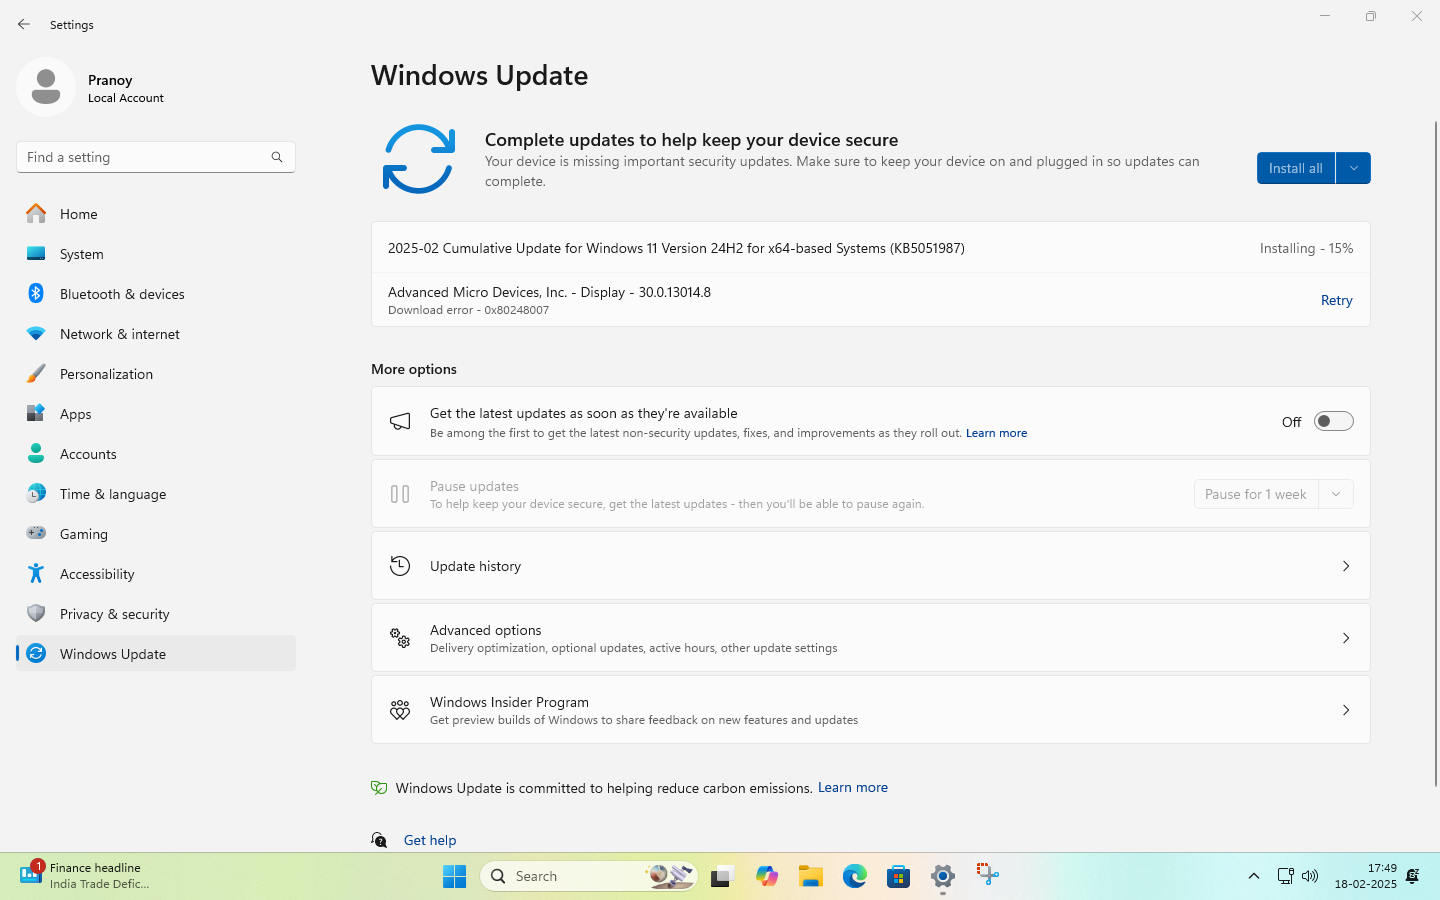 Settings
Pranoy
Local Account
Find a setting
Home
System
Bluetooth & devices
Network & internet
Personalization
Apps
Accounts
Time & language
Gaming
Accessibility
Privacy & security
Windows Update
Windows Update
Complete updates to help keep your device secure
Your device is missing important security updates. Make sure to keep your device on and plugged in so updates can
complete.
Install all
2025-02 Cumulative Update for Windows 11 Version 24H2 for x64-based Systems (KB5051987)
Installing - 15%
Advanced Micro Devices, Inc. - Display - 30.0.13014.8
Download error - 0x80248007
Retry
More options
Get the latest updates as soon as they're available
Be among the first to get the latest non-security updates, fixes, and improvements as they roll out. Learn more
Off
Pause updates
To help keep your device secure, get the latest updates - then you'll be able to pause again.
Pause for 1 week
Update history
Advanced options
Delivery optimization, optional updates, active hours, other update settings
Windows Insider Program
Get preview builds of Windows to share feedback on new features and updates
Windows Update is committed to helping reduce carbon emissions. Learn more
Get help
1
Finance headline
India Trade Defic...
Search
17:49
18-02-2025